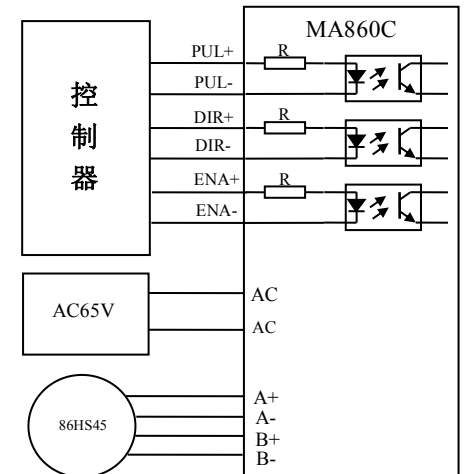 MA860C
控
制
器
PUL+
R
PUL-
DIR+
R
DIR-
ENA+
R
ENA-
AC65V
AC
AC
86HS45
A+
A-
B+
B-